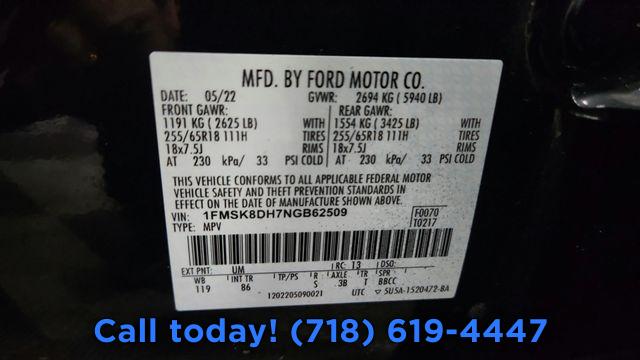 MFD. BY FORD MOTOR CO.
DATE: 05/22 GVWR: 2694 KG ( 5940 LB)
FRONT GAWR: REAR GAWR:
1191 KG ( 2625 LB) WITH 1554 KG ( 3425 LB) WITH
255/65R18 111H TIRES 255/65R18 111H TIRES
18x7.5J RIMS 18x7.5J RIMS
AT 230 kPa/ 33 PSI COLD AT 230 kPa/ 33 PSI COLD
THIS VEHICLE CONFORMS TO ALL APPLICABLE FEDERAL MOTOR
VEHICLE SAFETY AND THEFT PREVENTION STANDARDS IN
EFFECT ON THE DATE OF MANUFACTURE SHOWN ABOVE.
VIN: 1FMSK8DH7NGB62509 F0070
TYPE: MPV T0217
EXT PNT: UM RC: 13 DSO:
WB INT TR TP/PS R AXLE TR SPR
119 86 S 3B T BBCC
1202205090021 UTC 5U5A-1520472-BA
Call today! (718) 619-4447